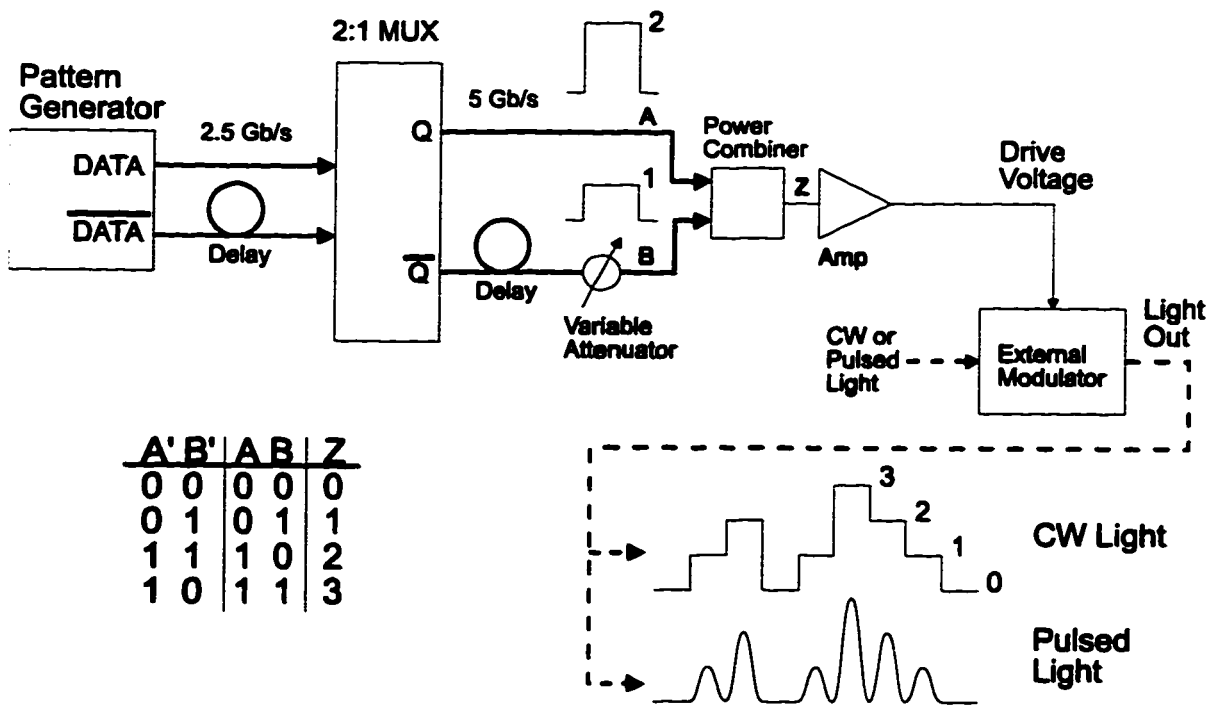 2:1 MUX
Pattern
Generator
2.5 Gb/s
DATA
DATA
Delay
Q
Q
5 Gb/s
2
A
1
B
Delay
Variable
Attenuator
Power
Combiner
Z
Amp
Drive
Voltage
CW or
Pulsed
Light
External
Modulator
Light
Out
A' B' A B Z
0 0 0 0 0
0 1 0 1 1
1 1 1 0 2
1 0 1 1 3
3
2
1
0
CW Light
Pulsed
Light